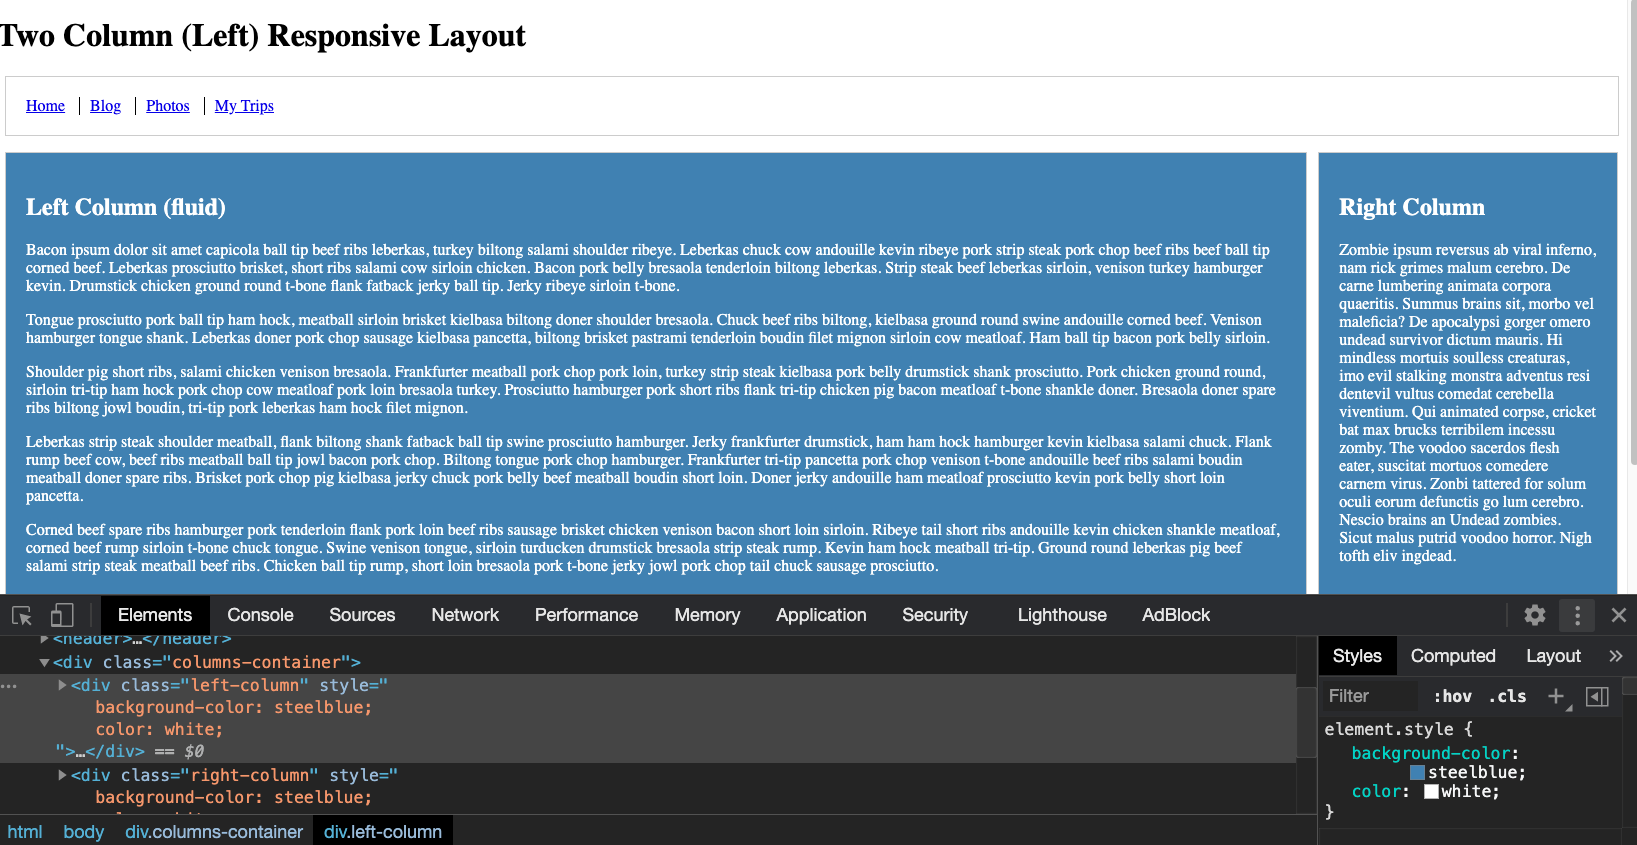 Two Column (Left) Responsive Layout
Home Blog Photos My Trips
Left Column (fluid)
Bacon ipsum dolor sit amet capicola ball tip beef ribs leberkas, turkey biltong salami shoulder ribeye. Leberkas chuck cow andouille kevin ribeye pork strip steak pork chop beef ribs beef ball tip
corned beef. Leberkas prosciutto brisket, short ribs salami cow sirloin chicken. Bacon pork belly bresaola tenderloin biltong leberkas. Strip steak beef leberkas sirloin, venison turkey hamburger
kevin. Drumstick chicken ground round t-bone flank fatback jerky ball tip. Jerky ribeye sirloin t-bone.
Tongue prosciutto pork ball tip ham hock, meatball sirloin brisket kielbasa biltong doner shoulder bresaola. Chuck beef ribs biltong, kielbasa ground round swine andouille corned beef. Venison
hamburger tongue shank. Leberkas doner pork chop sausage kielbasa pancetta, biltong brisket pastrami tenderloin boudin filet mignon sirloin cow meatloaf. Ham ball tip bacon pork belly sirloin.
Shoulder pig short ribs, salami chicken venison bresaola. Frankfurter meatball pork chop pork loin, turkey strip steak kielbasa pork belly drumstick shank prosciutto. Pork chicken ground round,
sirloin tri-tip ham hock pork chop cow meatloaf pork loin bresaola turkey. Prosciutto hamburger pork short ribs flank tri-tip chicken pig bacon meatloaf t-bone shankle doner. Bresaola doner spare
ribs biltong jowl boudin, tri-tip pork leberkas ham hock filet mignon.
Leberkas strip steak shoulder meatball, flank biltong shank fatback ball tip swine prosciutto hamburger. Jerky frankfurter drumstick, ham ham hock hamburger kevin kielbasa salami chuck. Flank
rump beef cow, beef ribs meatball ball tip jowl bacon pork chop. Biltong tongue pork chop hamburger. Frankfurter tri-tip pancetta pork chop venison t-bone andouille beef ribs salami boudin
meatball doner spare ribs. Brisket pork chop pig kielbasa jerky chuck pork belly beef meatball boudin short loin. Doner jerky andouille ham meatloaf prosciutto kevin pork belly short loin
pancetta.
Corned beef spare ribs hamburger pork tenderloin flank pork loin beef ribs sausage brisket chicken venison bacon short loin sirloin. Ribeye tail short ribs andouille kevin chicken shankle meatloaf,
corned beef rump sirloin t-bone chuck tongue. Swine venison tongue, sirloin turducken drumstick bresaola strip steak rump. Kevin ham hock meatball tri-tip. Ground round leberkas pig beef
salami strip steak meatball beef ribs. Chicken ball tip rump, short loin bresaola pork t-bone jerky jowl pork chop tail chuck sausage prosciutto.
Right Column
Zombie ipsum reversus ab viral inferno,
nam rick grimes malum cerebro. De
carne lumbering animata corpora
quaeritis. Summus brains sit, morbo vel
maleficia? De apocalypsi gorger omero
undead survivor dictum mauris. Hi
mindless mortuis soulless creaturas,
imo evil stalking monstra adventus resi
dentevil vultus comedat cerebella
viventium. Qui animated corpse, cricket
bat max brucks terribilem incessu
zomby. The voodoo sacerdos flesh
eater, suscitat mortuos comedere
carnem virus. Zonbi tattered for solum
oculi eorum defunctis go lum cerebro.
Nescio brains an Undead zombies.
Sicut malus putrid voodoo horror. Nigh
tofth eliv ingdead.
Elements Console Sources Network Performance Memory Application Security Lighthouse AdBlock
<header>…</header>
<div class="columns-container">
<div class="left-column" style="
background-color: steelblue;
color: white;
">…</div> == $0
<div class="right-column" style="
background-color: steelblue;
html body div.columns-container div.left-column
Styles Computed Layout »
Filter :hov .cls +
element.style {
background-color:
steelblue;
color: white;
}